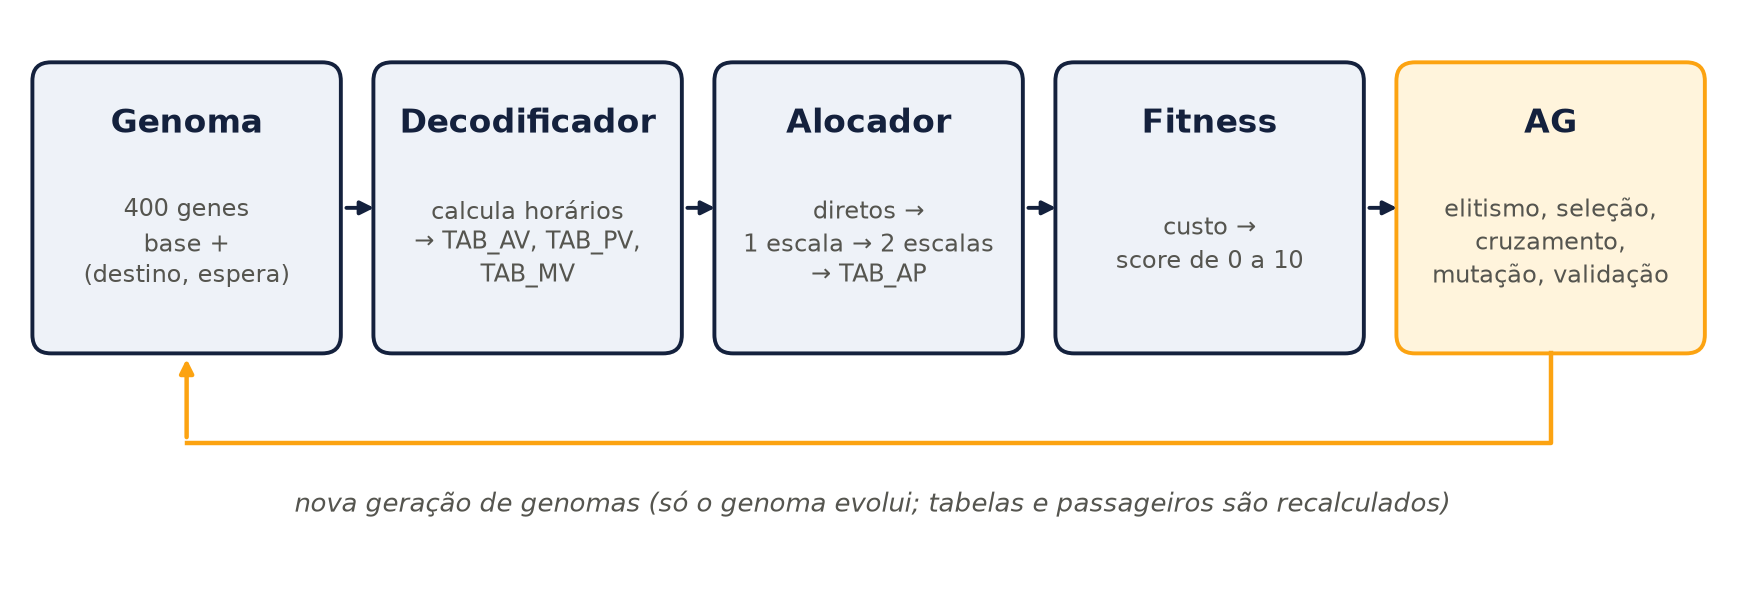 Genoma
400 genes
base +
(destino, espera)
Decodificador
calcula horários
→ TAB_AV, TAB_PV,
TAB_MV
Alocador
diretos →
1 escala → 2 escalas
→ TAB_AP
Fitness
custo →
score de 0 a 10
AG
elitismo, seleção,
cruzamento,
mutação, validação
nova geração de genomas (só o genoma evolui; tabelas e passageiros são recalculados)